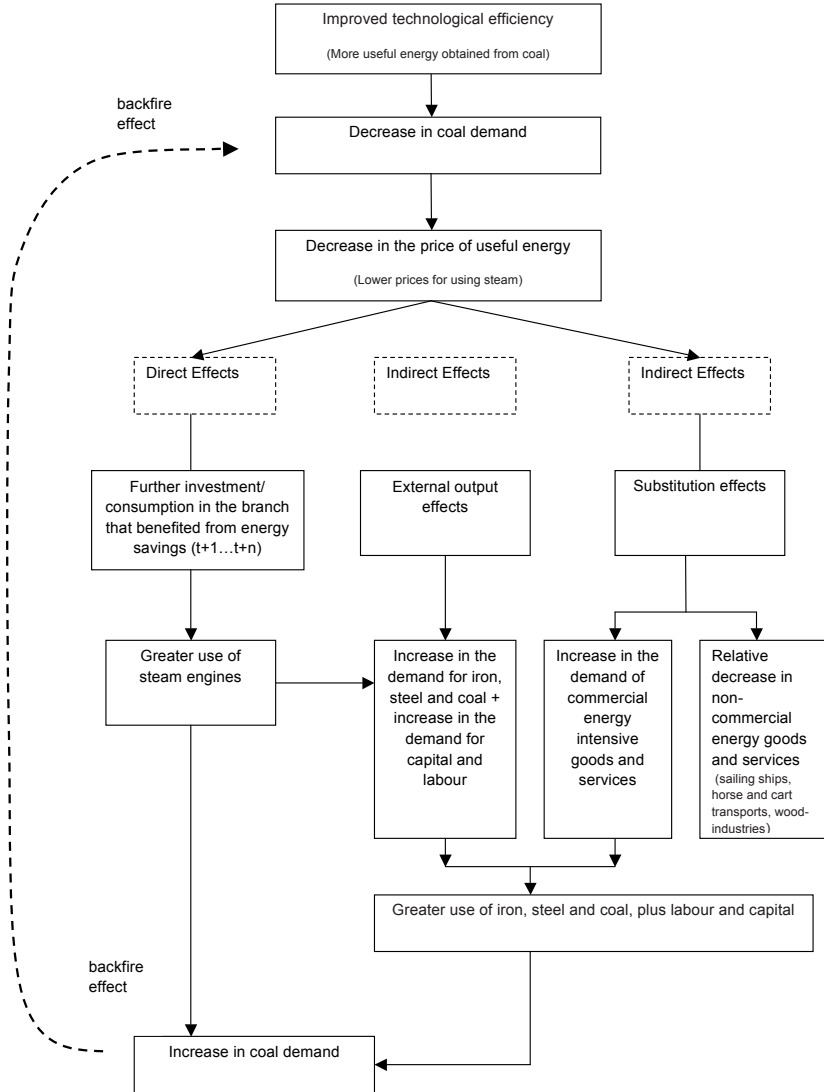 Improved technological efficiency
(More useful energy obtained from coal)
backfire
effect
Decrease in coal demand
Decrease in the price of useful energy
(Lower prices for using steam)
Direct Effects
Indirect Effects
Indirect Effects
Further investment/
consumption in the branch
that benefited from energy
savings (t+1…t+n)
External output
effects
Substitution effects
Greater use of
steam engines
Increase in the
demand for iron,
steel and coal +
increase in the
demand for
capital and
labour
Increase in the
demand of
commercial
energy
intensive
goods and
services
Relative
decrease in
non-
commercial
energy goods
and services
(sailing ships,
horse and cart
transports, wood-
industries)
Greater use of iron, steel and coal, plus labour and capital
backfire
effect
Increase in coal demand